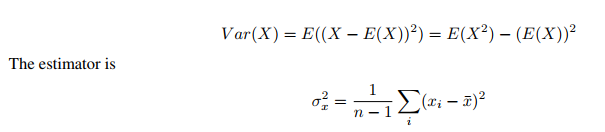 Var(X) = E((X − E(X))²) = E(X²) − (E(X))²
The estimator is
σ²ₓ = 1/(n − 1) ∑ᵢ (xᵢ − x̄)²